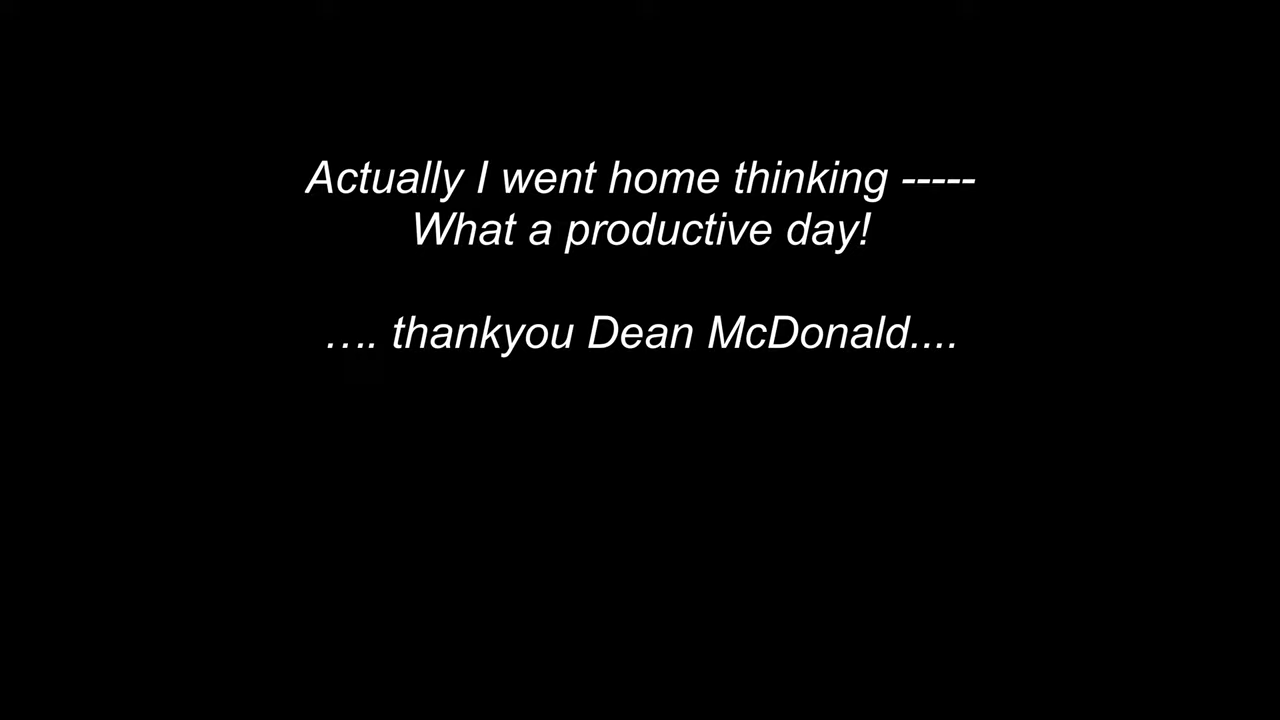 Actually I went home thinking -----
What a productive day!
…. thankyou Dean McDonald....